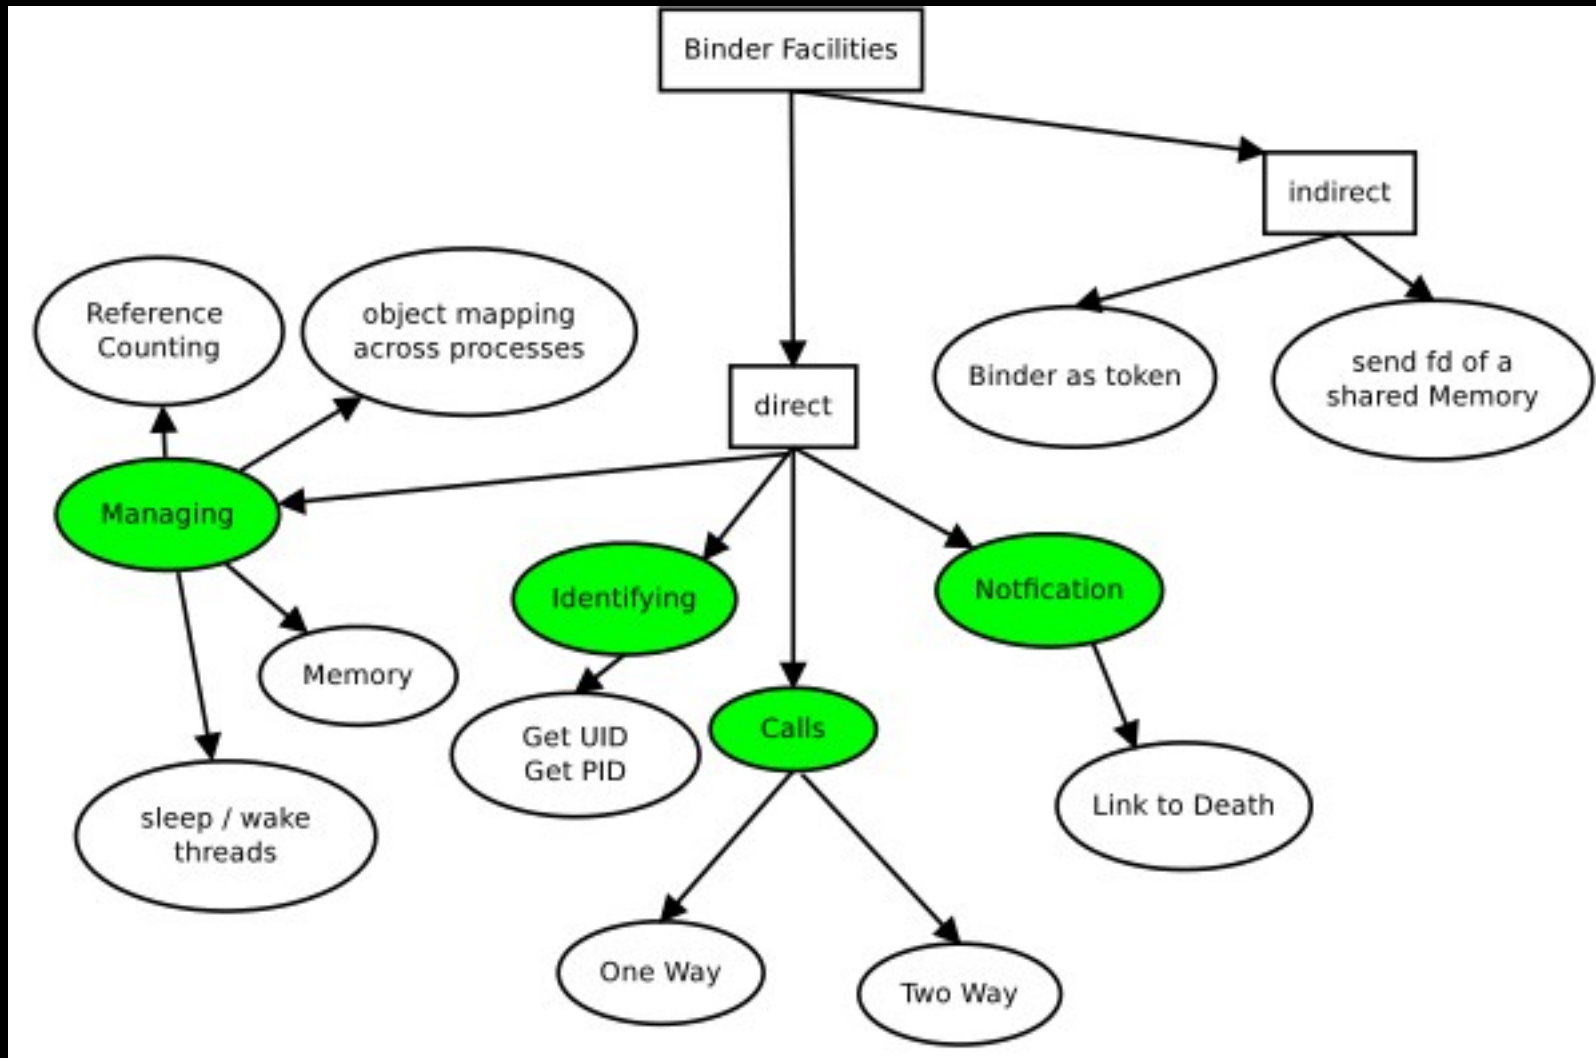 Binder Facilities
indirect
Reference
Counting
object mapping
across processes
Binder as token
send fd of a
shared Memory
direct
Managing
Identifying
Notfication
Memory
Get UID
Get PID
Calls
sleep / wake
threads
Link to Death
One Way
Two Way